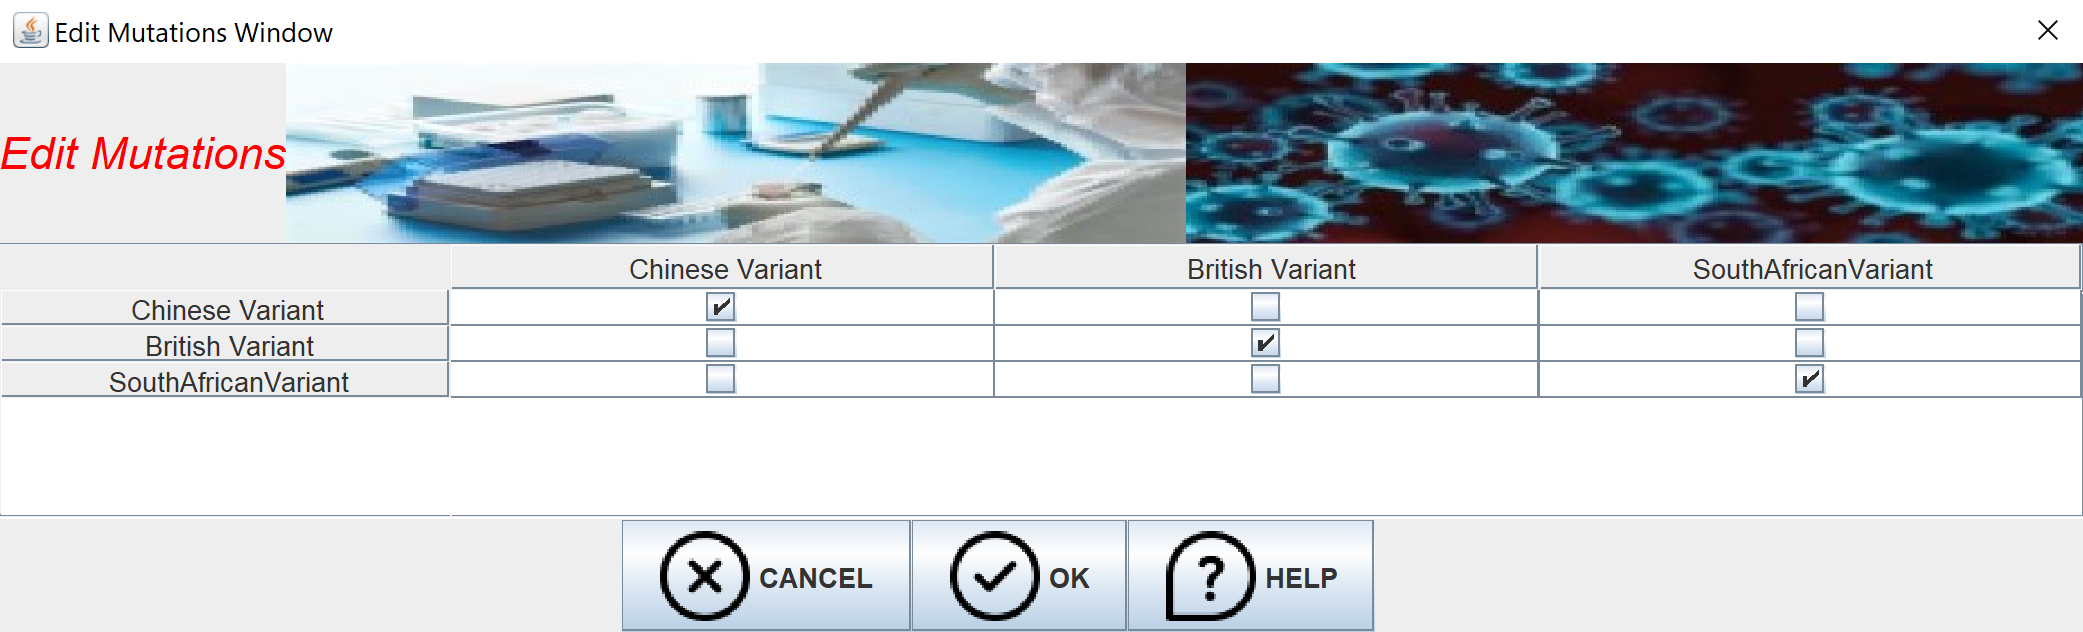 Edit Mutations Window
Edit Mutations
Chinese Variant British Variant SouthAfricanVariant
Chinese Variant
British Variant
SouthAfricanVariant
CANCEL OK HELP